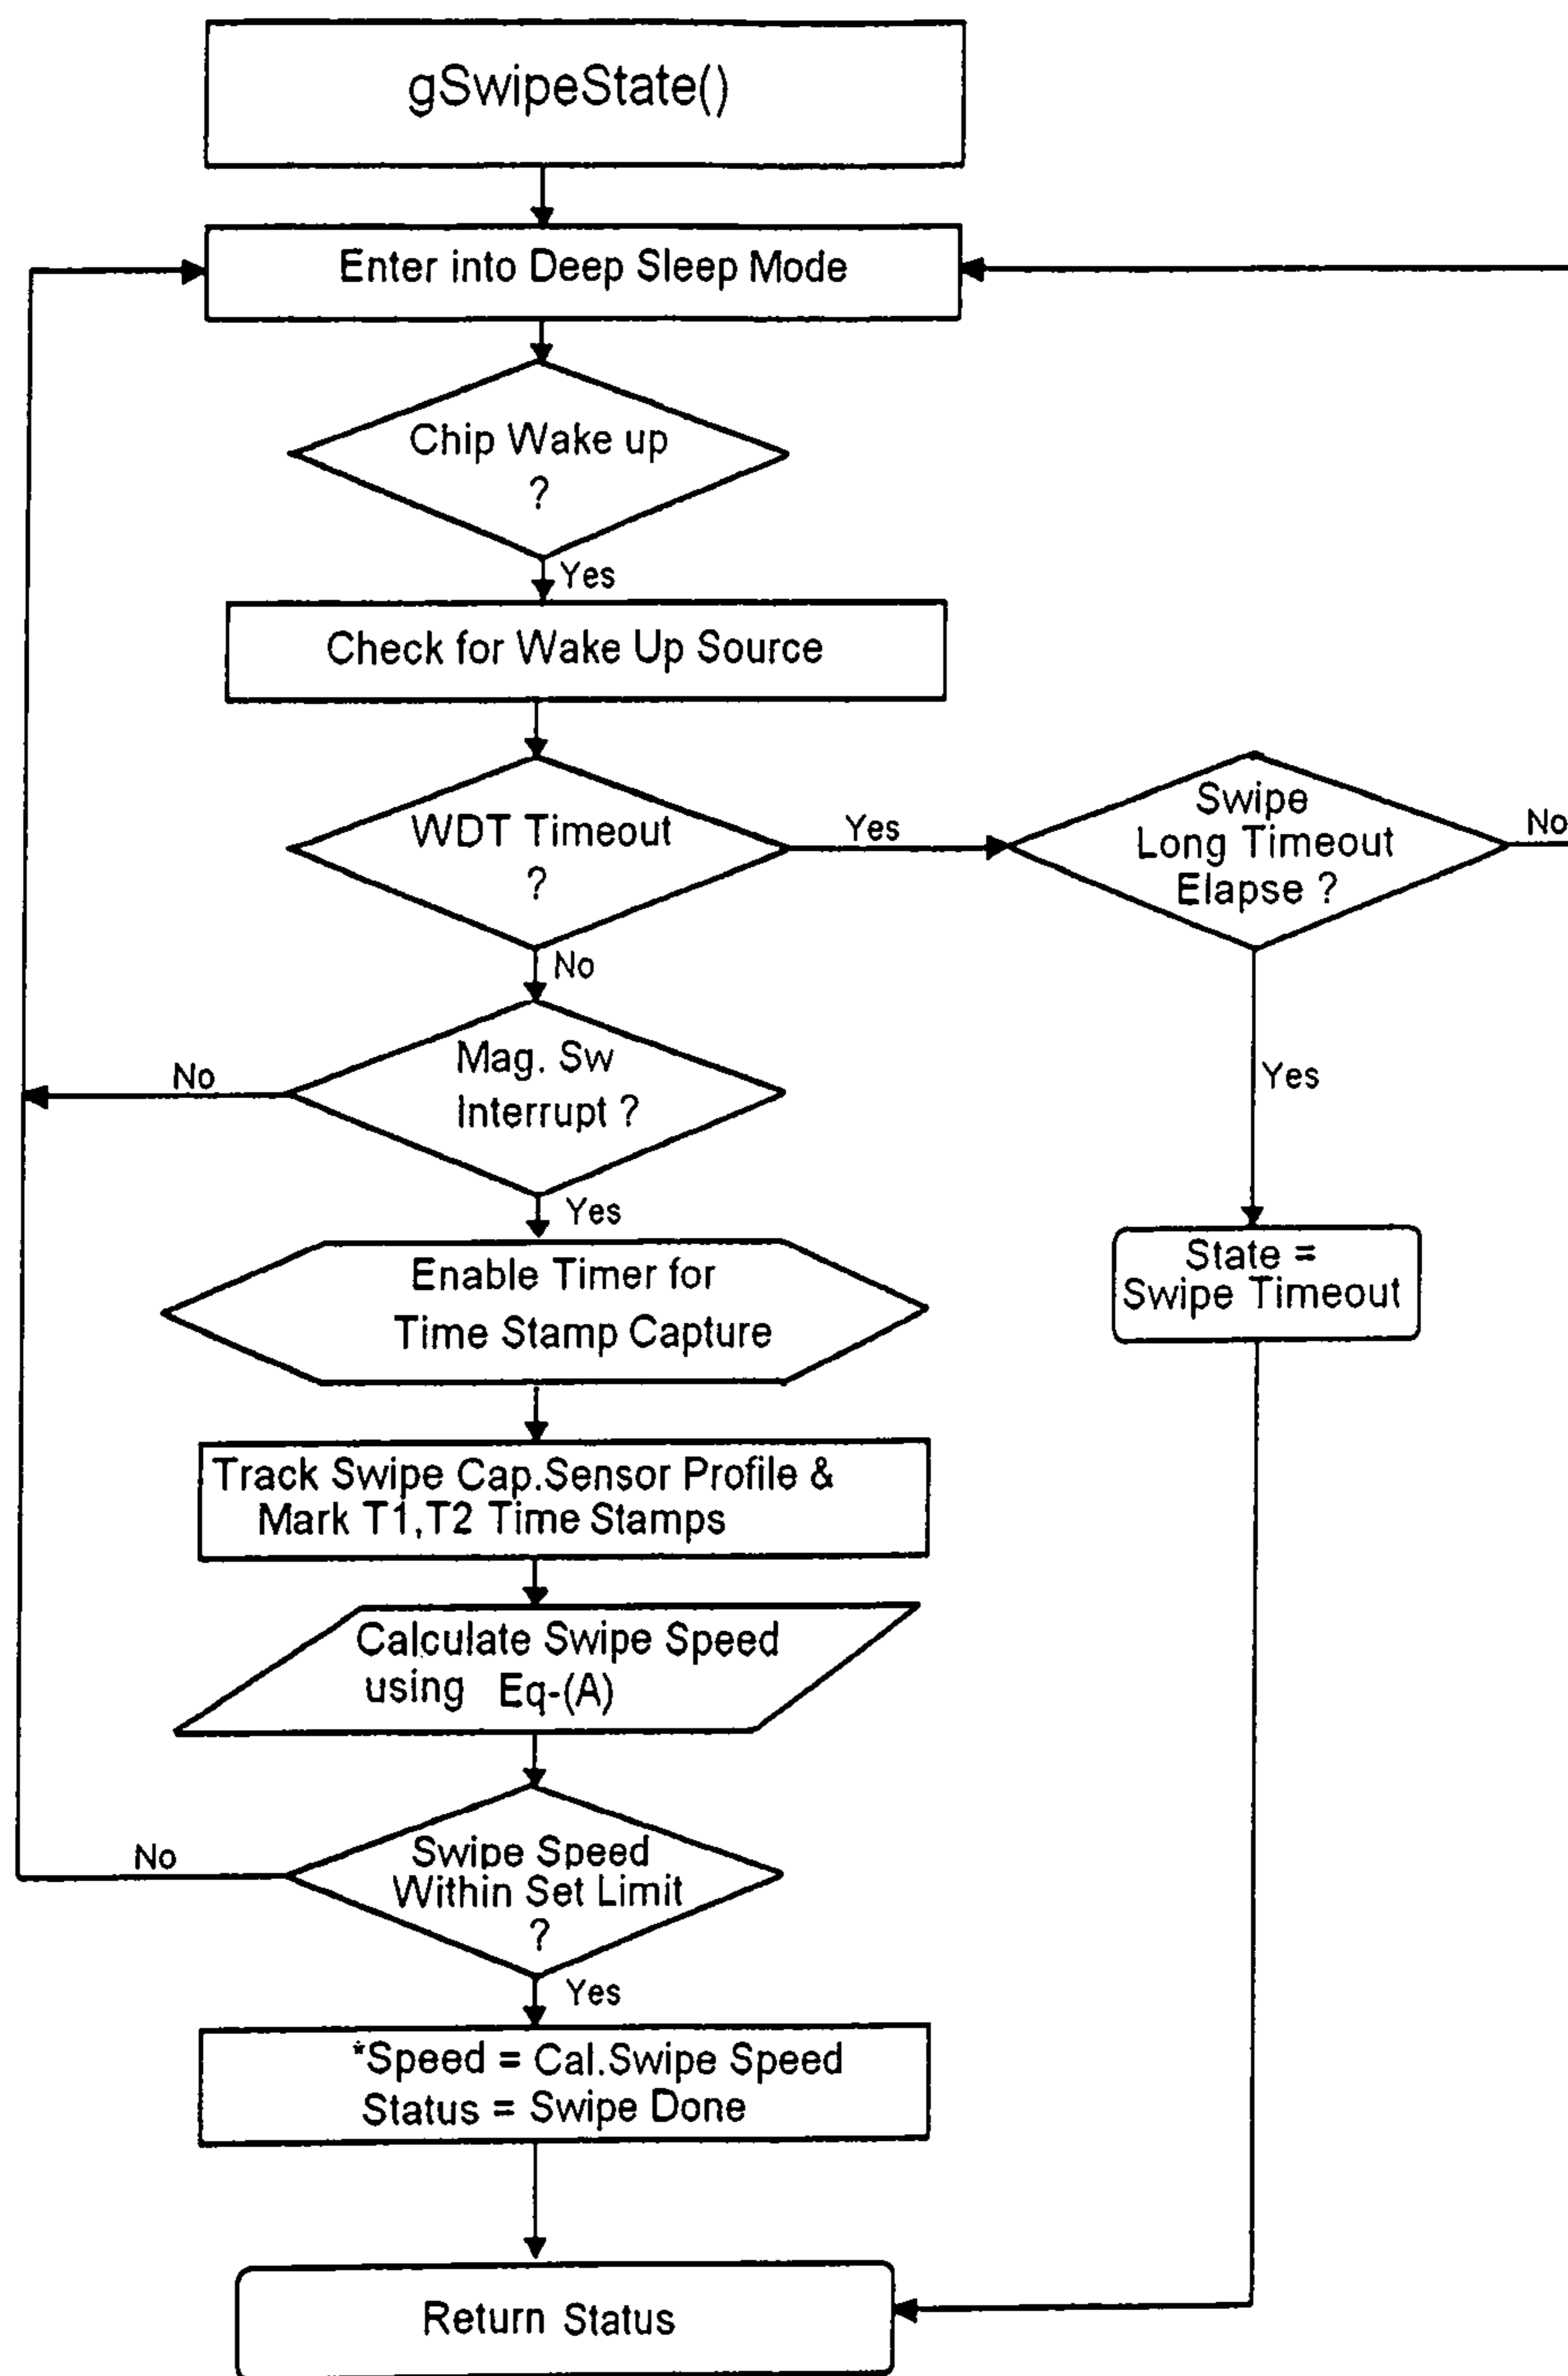 gSwipeState()
Enter into Deep Sleep Mode
Chip Wake up
?
Yes
Check for Wake Up Source
WDT Timeout
?
Yes
Swipe
Long Timeout
Elapse ?
No
No
Mag. Sw
Interrupt ?
No
Yes
Yes
Enable Timer for
Time Stamp Capture
State =
Swipe Timeout
Track Swipe Cap.Sensor Profile &
Mark T1,T2 Time Stamps
Calculate Swipe Speed
using Eq-(A)
Swipe Speed
Within Set Limit
?
No
Yes
*Speed = Cal.Swipe Speed
Status = Swipe Done
Return Status